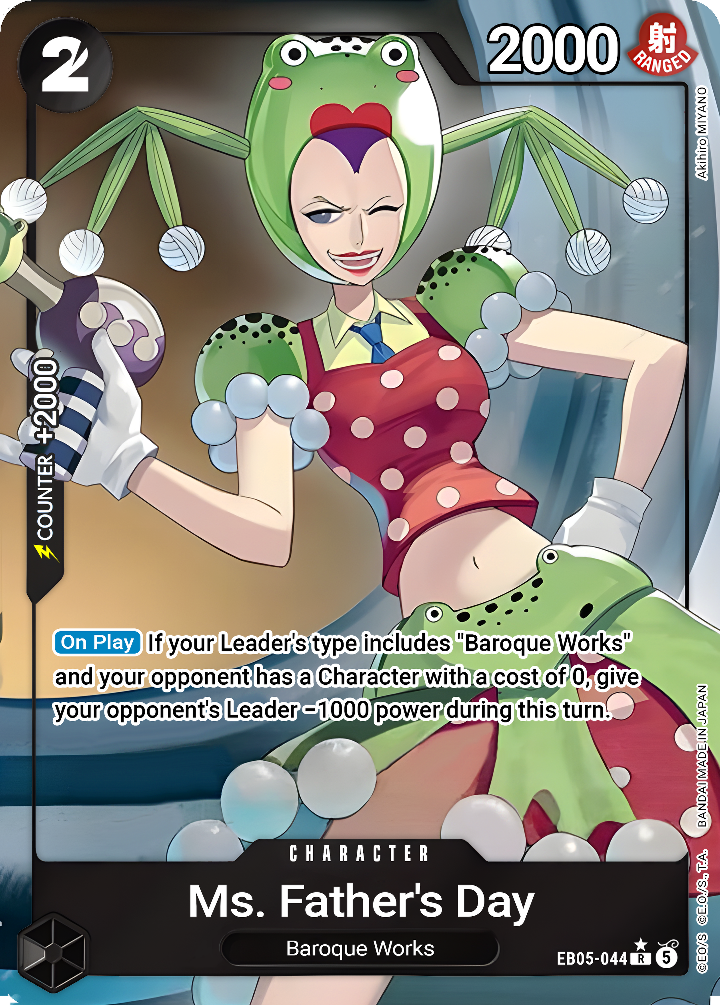 2
2000
射
RANGED
Akihiro MIYANO
COUNTER +2000
On Play If your Leader's type includes "Baroque Works"
and your opponent has a Character with a cost of 0, give
your opponent's Leader −1000 power during this turn.
CHARACTER
Ms. Father's Day
Baroque Works
EB05-044 R 5
©EO/S ©E.O./S., T.A. BANDAI MADE IN JAPAN